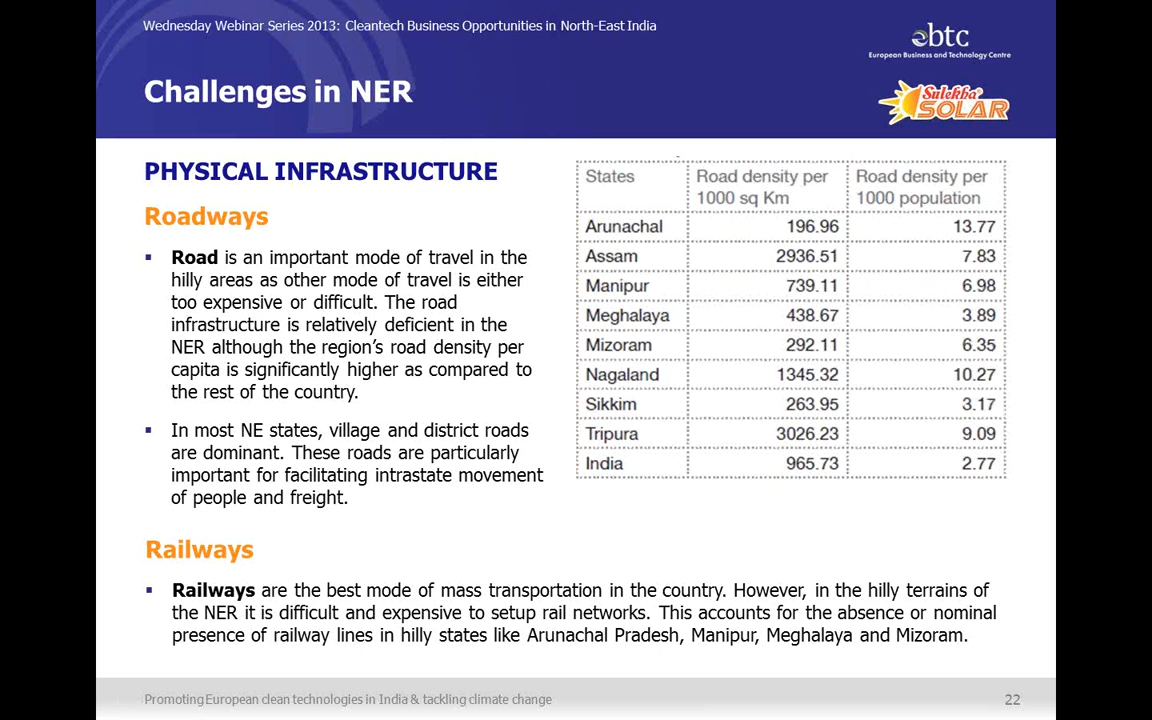 Wednesday Webinar Series 2013: Cleantech Business Opportunities in North-East India
ebtc
European Business and Technology Centre
Challenges in NER
Sulekha
SOLAR
PHYSICAL INFRASTRUCTURE
Roadways
▪ Road is an important mode of travel in the
hilly areas as other mode of travel is either
too expensive or difficult. The road
infrastructure is relatively deficient in the
NER although the region’s road density per
capita is significantly higher as compared to
the rest of the country.
▪ In most NE states, village and district roads
are dominant. These roads are particularly
important for facilitating intrastate movement
of people and freight.
States Road density per Road density per
1000 sq Km 1000 population
Arunachal 196.96 13.77
Assam 2936.51 7.83
Manipur 739.11 6.98
Meghalaya 438.67 3.89
Mizoram 292.11 6.35
Nagaland 1345.32 10.27
Sikkim 263.95 3.17
Tripura 3026.23 9.09
India 965.73 2.77
Railways
▪ Railways are the best mode of mass transportation in the country. However, in the hilly terrains of
the NER it is difficult and expensive to setup rail networks. This accounts for the absence or nominal
presence of railway lines in hilly states like Arunachal Pradesh, Manipur, Meghalaya and Mizoram.
Promoting European clean technologies in India & tackling climate change
22